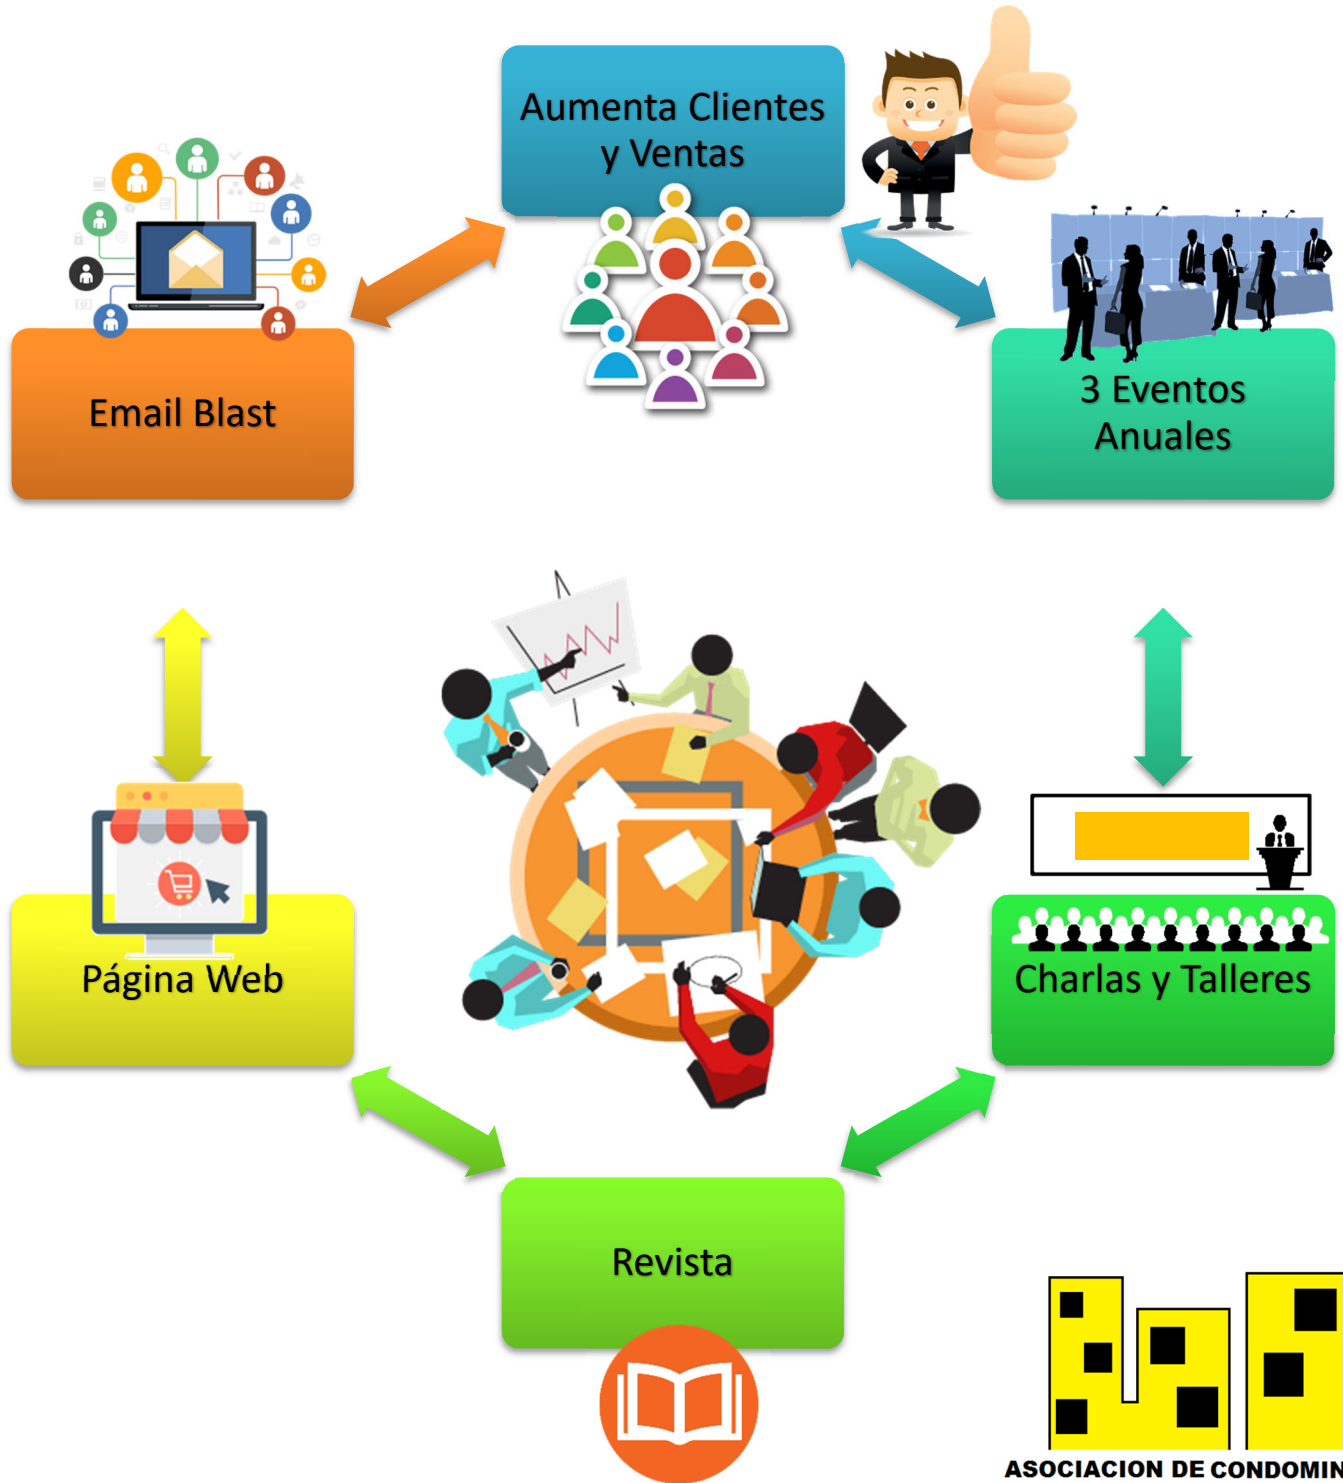 Aumenta Clientes
y Ventas
Email Blast
3 Eventos
Anuales
Página Web
Charlas y Talleres
Revista
ASOCIACION DE CONDOMIN